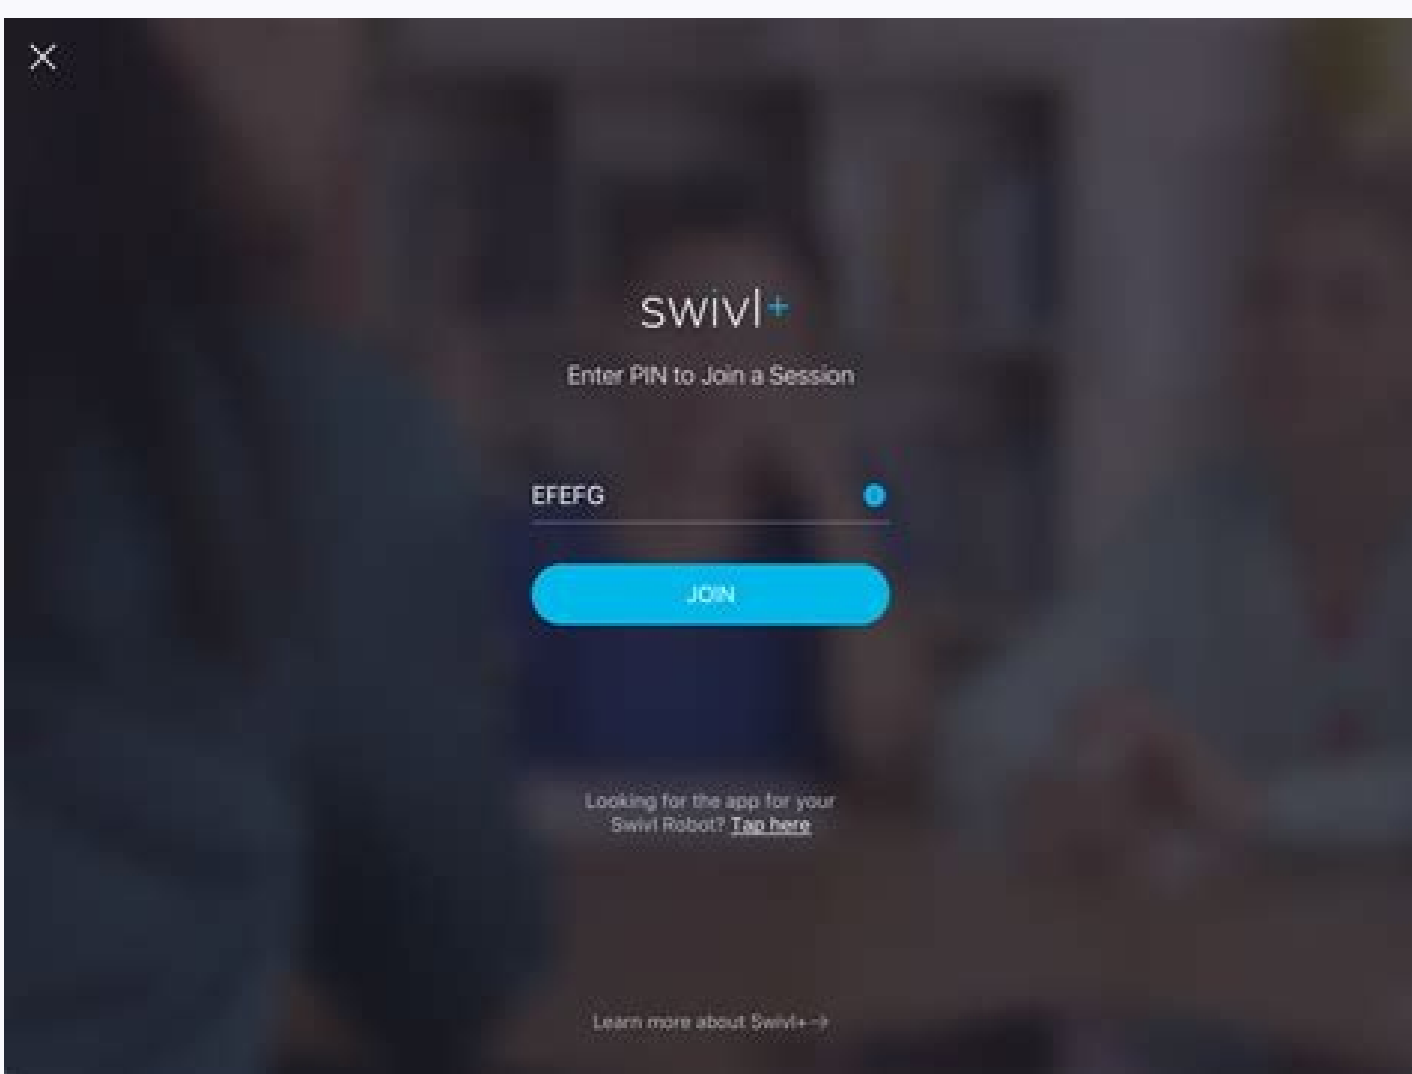 swivl+
Enter PIN to Join a Session
EFEFG
JOIN
Looking for the app for your
Swivl Robot? Tap here
Learn more about Swivl+ →